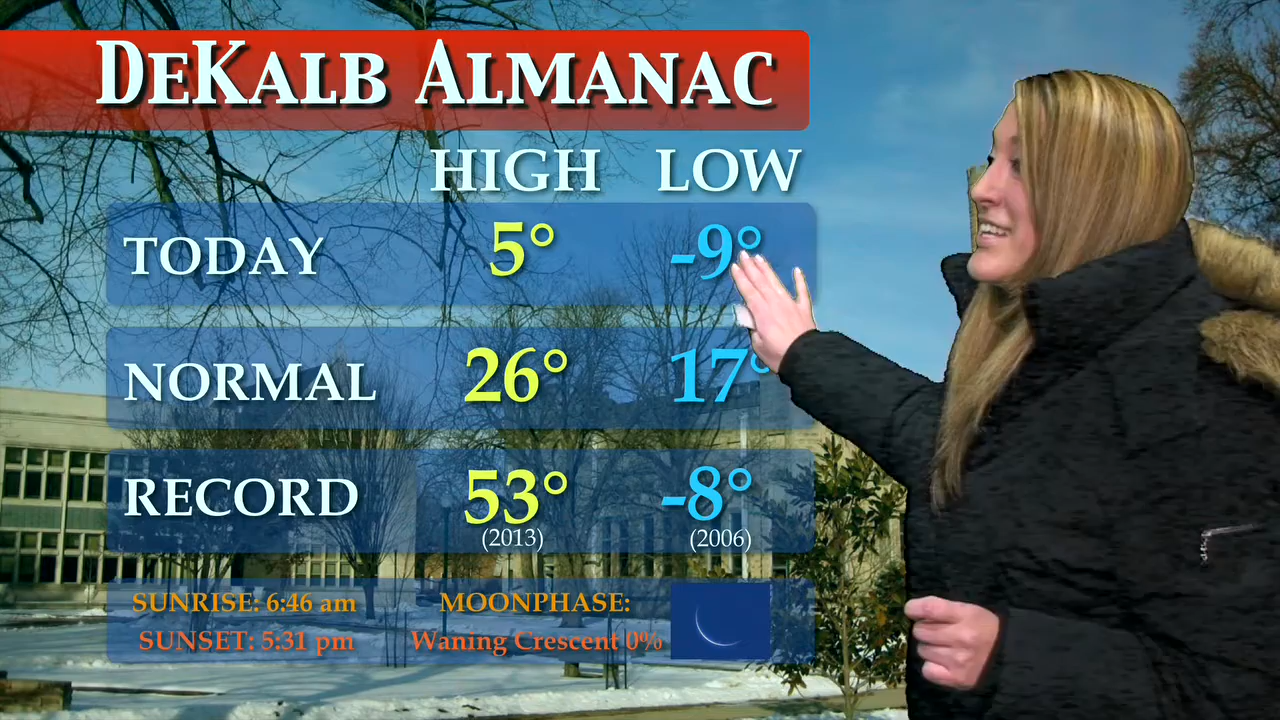 DEKALB ALMANAC
HIGH LOW
TODAY 5° -9°
NORMAL 26° 17°
RECORD 53° -8°
(2013) (2006)
SUNRISE: 6:46 am MOONPHASE:
SUNSET: 5:31 pm Waning Crescent 0%